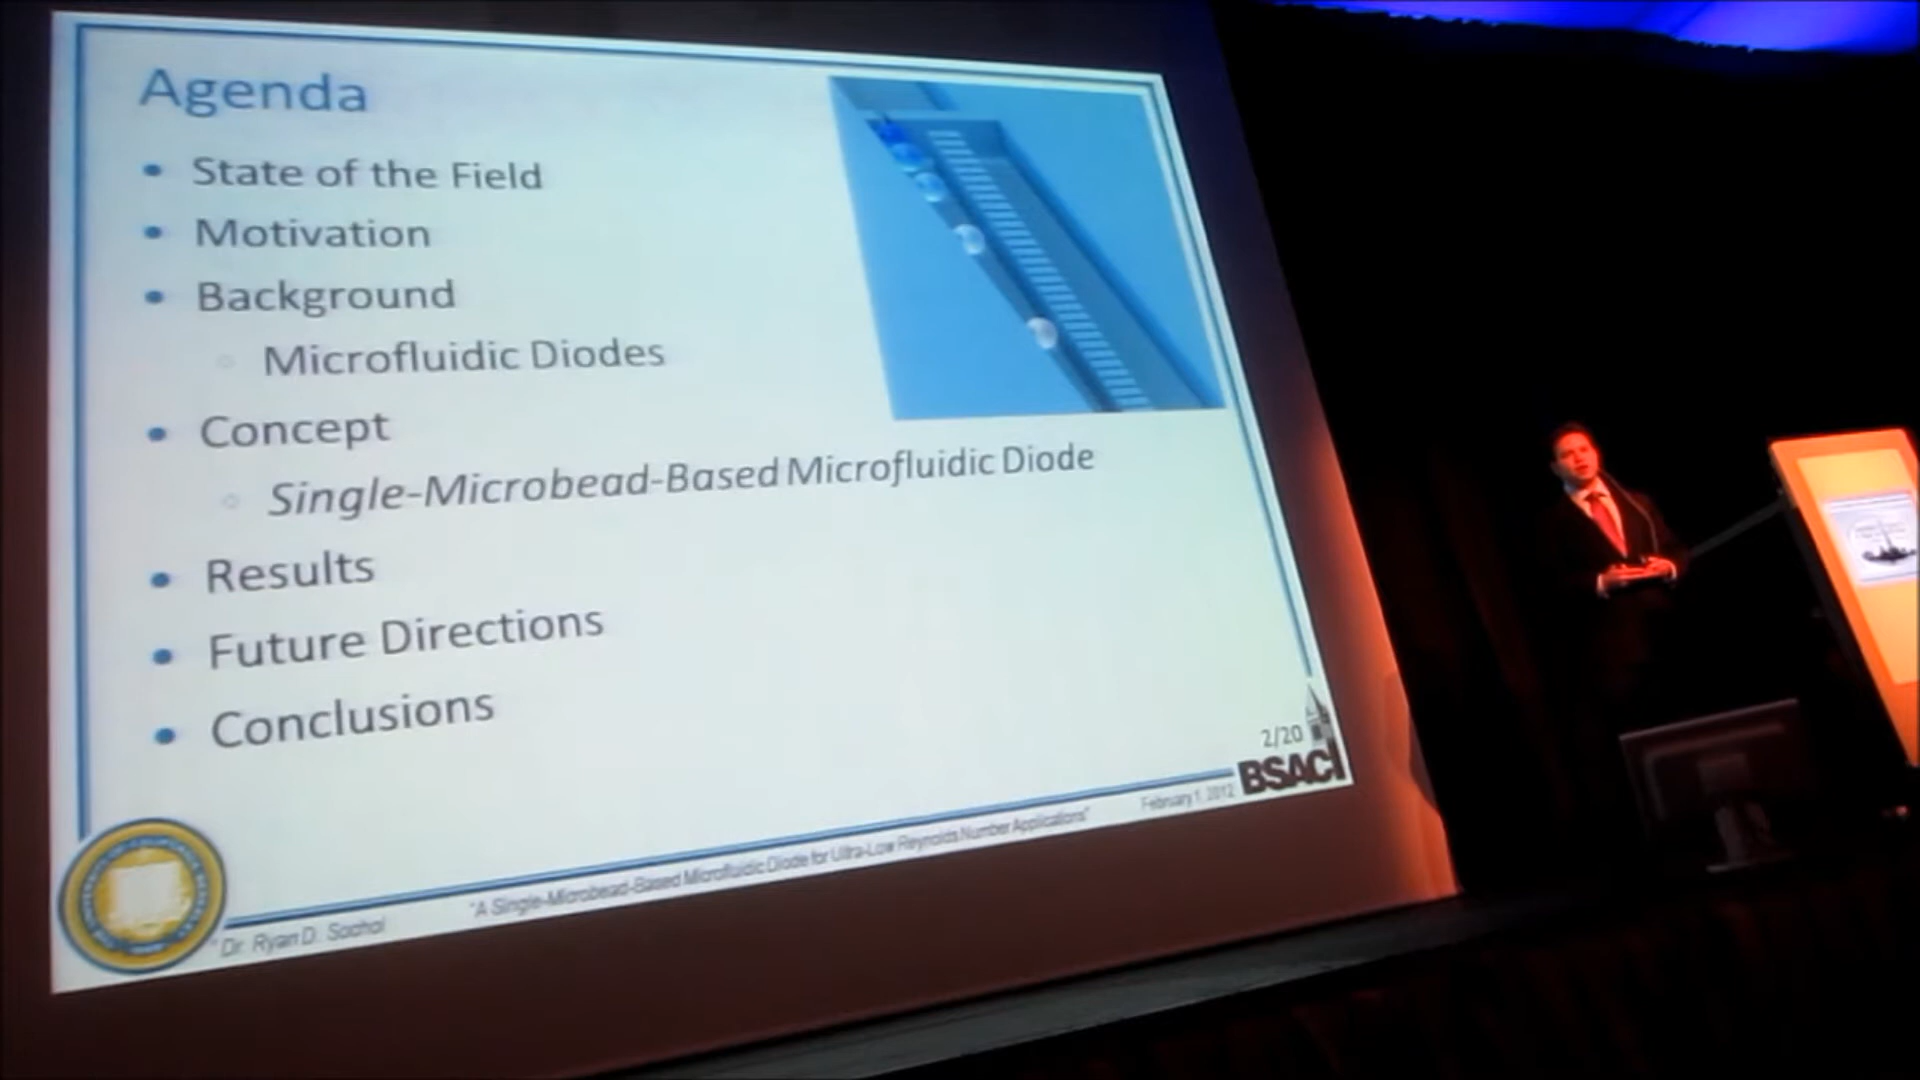 Agenda
• State of the Field
• Motivation
• Background
○ Microfluidic Diodes
• Concept
○ Single-Microbead-Based Microfluidic Diode
• Results
• Future Directions
• Conclusions
2/20
BSAC
February 1, 2012
"A Single-Microbead-Based Microfluidic Diode for Ultra-Low Reynolds Number Applications"
Dr. Ryan D. Sochol